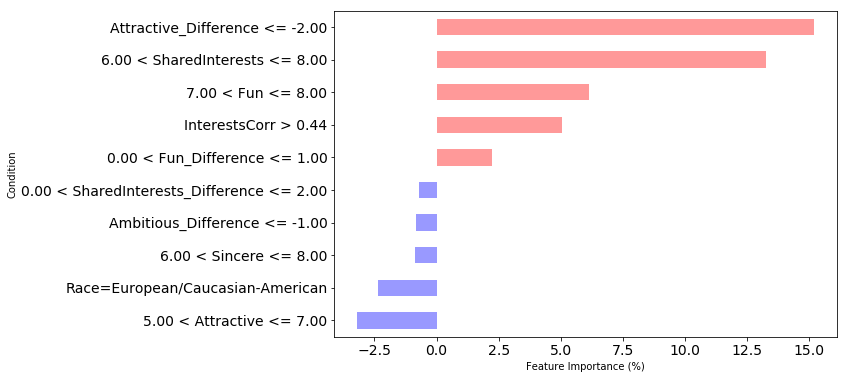 Attractive_Difference <= -2.00
6.00 < SharedInterests <= 8.00
7.00 < Fun <= 8.00
InterestsCorr > 0.44
0.00 < Fun_Difference <= 1.00
0.00 < SharedInterests_Difference <= 2.00
Ambitious_Difference <= -1.00
6.00 < Sincere <= 8.00
Race=European/Caucasian-American
5.00 < Attractive <= 7.00
Condition
−2.5 0.0 2.5 5.0 7.5 10.0 12.5 15.0
Feature Importance (%)